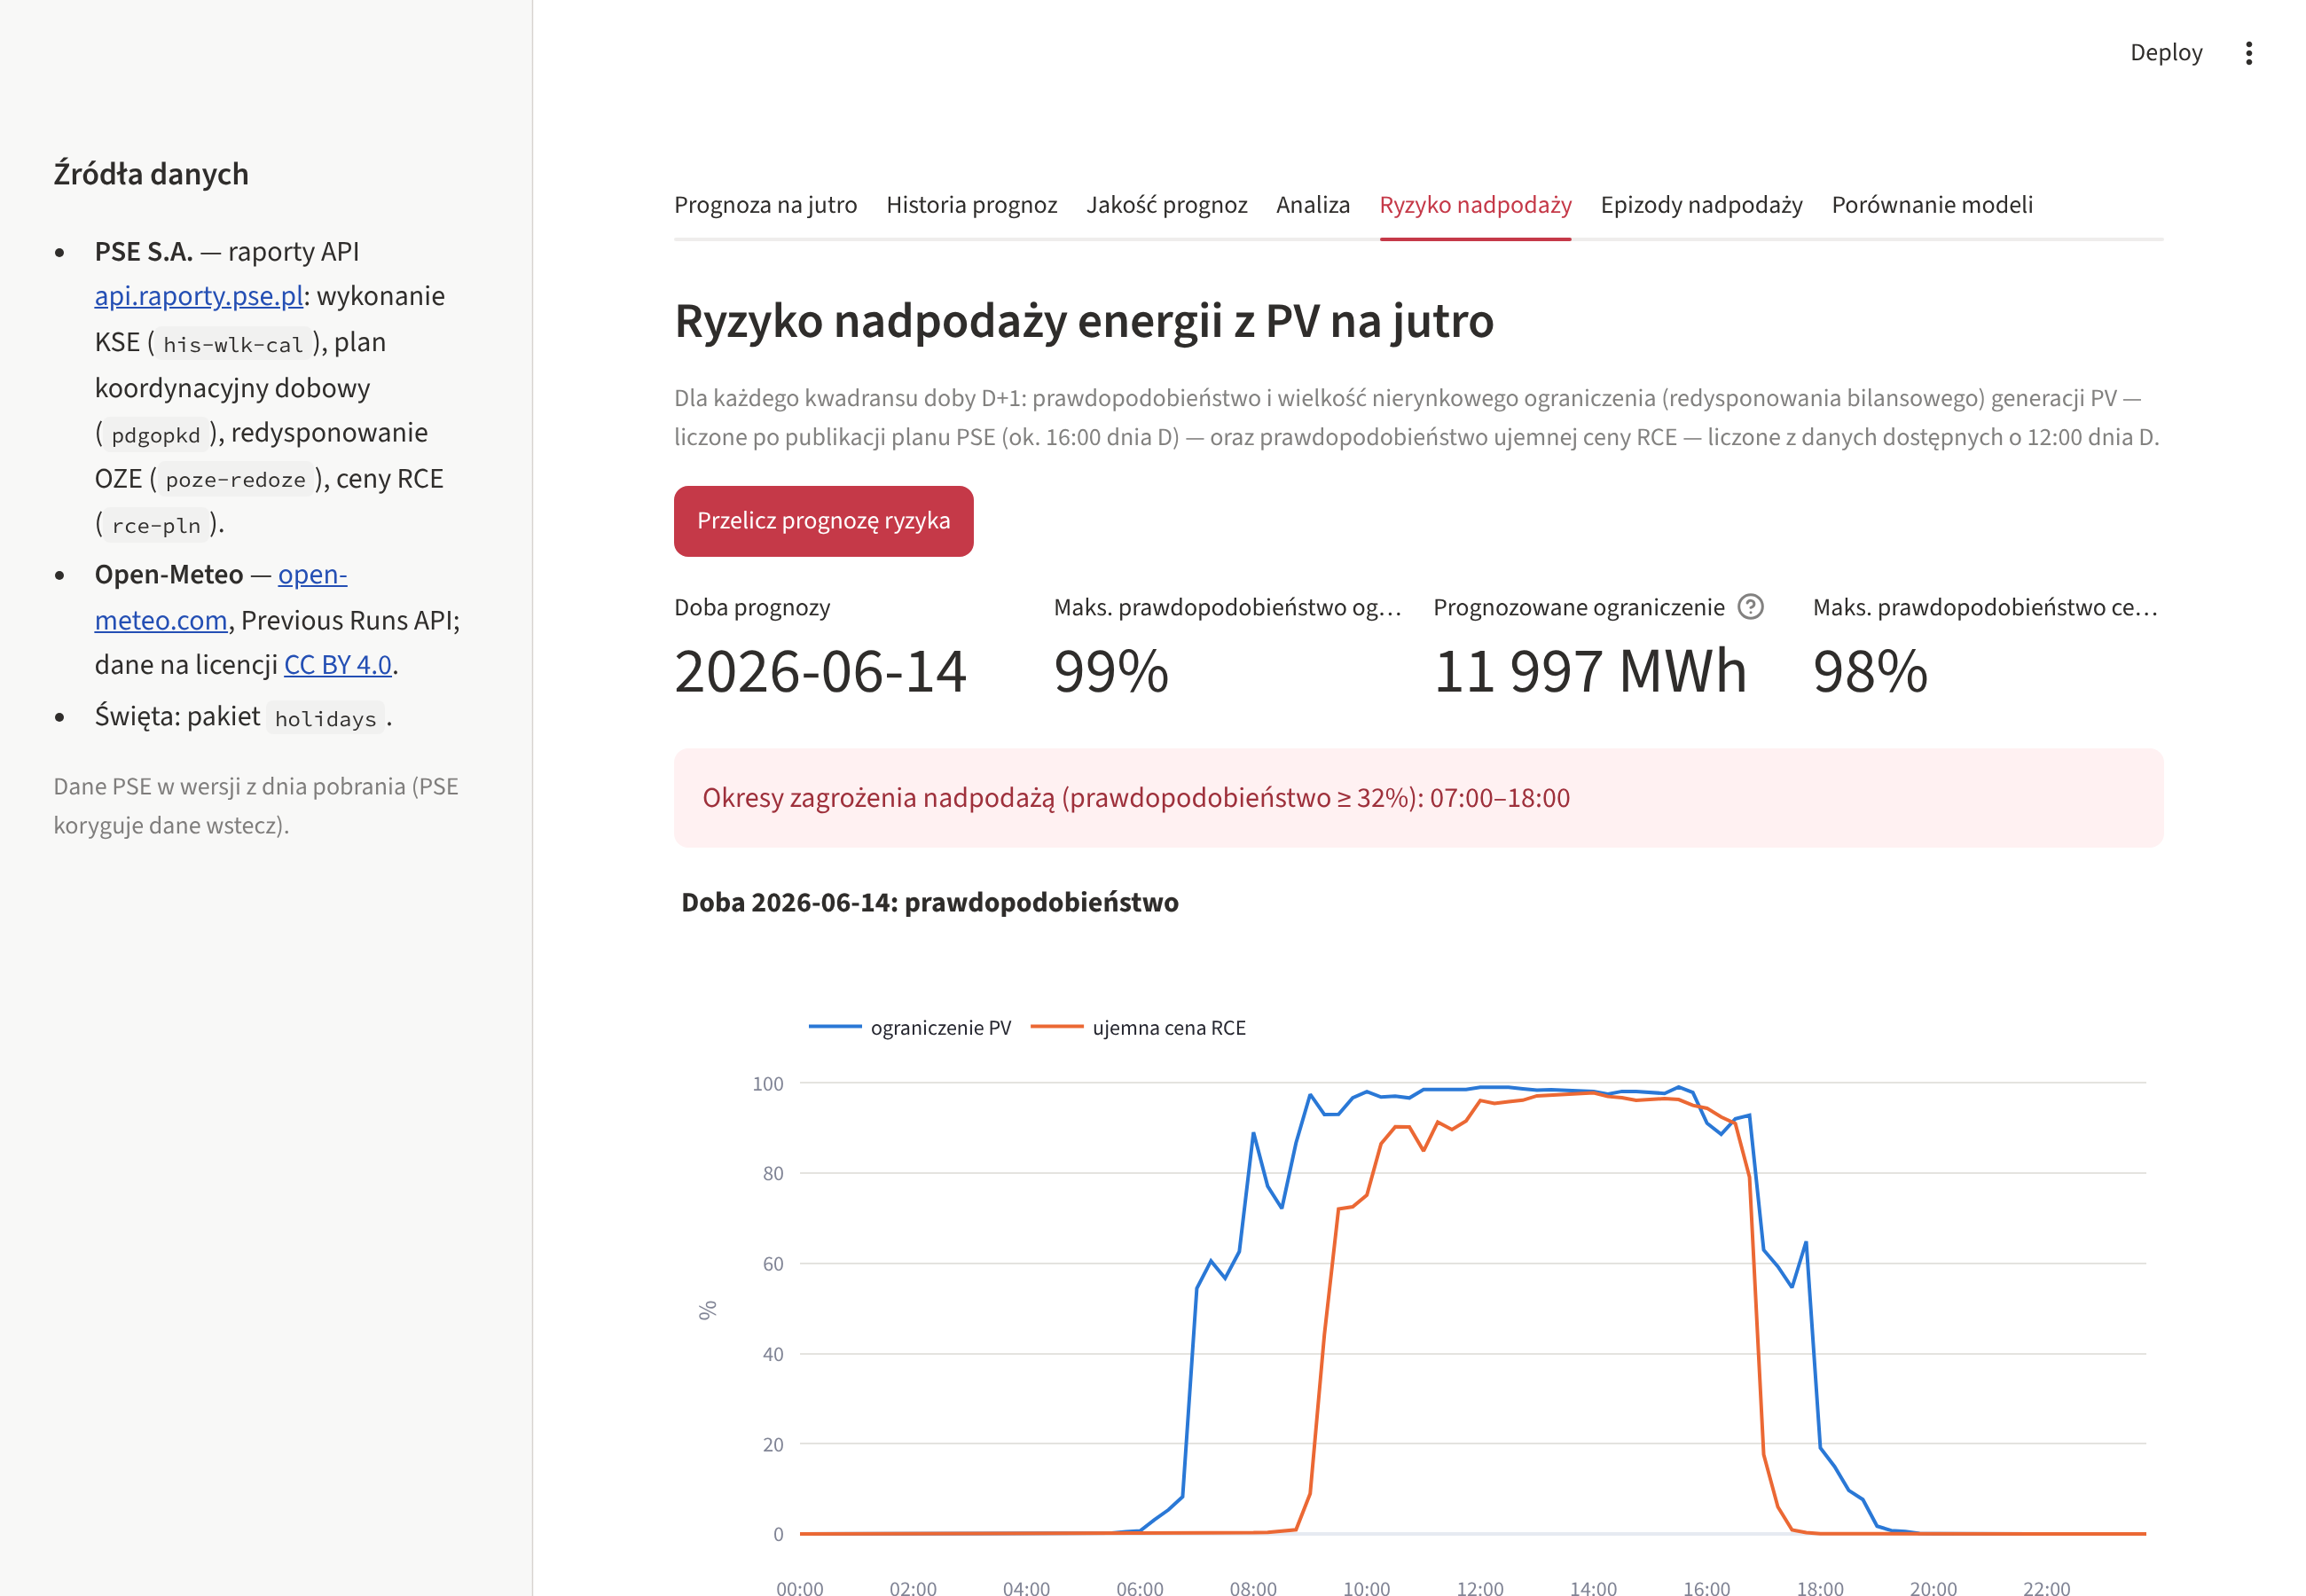 Deploy
Źródła danych
PSE S.A. — raporty API
api.raporty.pse.pl: wykonanie
KSE ( his-wlk-cal ), plan
koordynacyjny dobowy
( pdgopkd ), redysponowanie
OZE ( poze-redoze ), ceny RCE
( rce-pln ).
Open-Meteo — open-
meteo.com, Previous Runs API;
dane na licencji CC BY 4.0.
Święta: pakiet holidays .
Dane PSE w wersji z dnia pobrania (PSE
koryguje dane wstecz).
Prognoza na jutro Historia prognoz Jakość prognoz Analiza Ryzyko nadpodaży Epizody nadpodaży Porównanie modeli
Ryzyko nadpodaży energii z PV na jutro
Dla każdego kwadransu doby D+1: prawdopodobieństwo i wielkość nierynkowego ograniczenia (redysponowania bilansowego) generacji PV —
liczone po publikacji planu PSE (ok. 16:00 dnia D) — oraz prawdopodobieństwo ujemnej ceny RCE — liczone z danych dostępnych o 12:00 dnia D.
Przelicz prognozę ryzyka
Doba prognozy Maks. prawdopodobieństwo og… Prognozowane ograniczenie ? Maks. prawdopodobieństwo ce…
2026-06-14 99% 11 997 MWh 98%
Okresy zagrożenia nadpodażą (prawdopodobieństwo ≥ 32%): 07:00–18:00
Doba 2026-06-14: prawdopodobieństwo
ograniczenie PV ujemna cena RCE
100
80
60
%
40
20
0
00:00 02:00 04:00 06:00 08:00 10:00 12:00 14:00 16:00 18:00 20:00 22:00